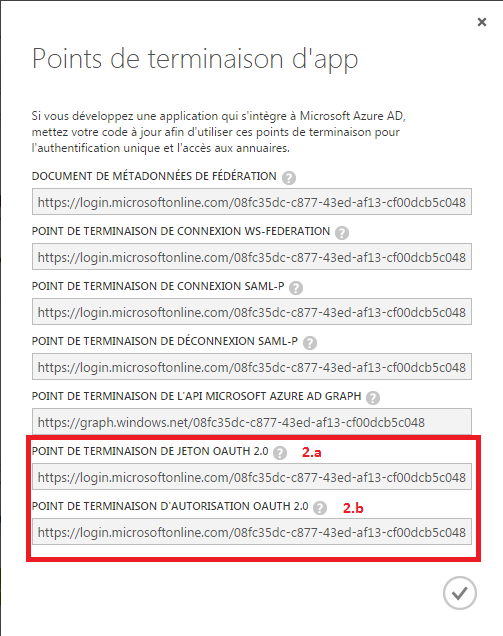 Points de terminaison d'app
Si vous développez une application qui s'intègre à Microsoft Azure AD,
mettez votre code à jour afin d'utiliser ces points de terminaison pour
l'authentification unique et l'accès aux annuaires.
DOCUMENT DE MÉTADONNÉES DE FÉDÉRATION ?
https://login.microsoftonline.com/08fc35dc-c877-43ed-af13-cf00dcb5c048
POINT DE TERMINAISON DE CONNEXION WS-FEDERATION ?
https://login.microsoftonline.com/08fc35dc-c877-43ed-af13-cf00dcb5c048
POINT DE TERMINAISON DE CONNEXION SAML-P ?
https://login.microsoftonline.com/08fc35dc-c877-43ed-af13-cf00dcb5c048
POINT DE TERMINAISON DE DÉCONNEXION SAML-P ?
https://login.microsoftonline.com/08fc35dc-c877-43ed-af13-cf00dcb5c048
POINT DE TERMINAISON DE L'API MICROSOFT AZURE AD GRAPH ?
https://graph.windows.net/08fc35dc-c877-43ed-af13-cf00dcb5c048
POINT DE TERMINAISON DE JETON OAUTH 2.0 ? 2.a
https://login.microsoftonline.com/08fc35dc-c877-43ed-af13-cf00dcb5c048
POINT DE TERMINAISON D'AUTORISATION OAUTH 2.0 ? 2.b
https://login.microsoftonline.com/08fc35dc-c877-43ed-af13-cf00dcb5c048